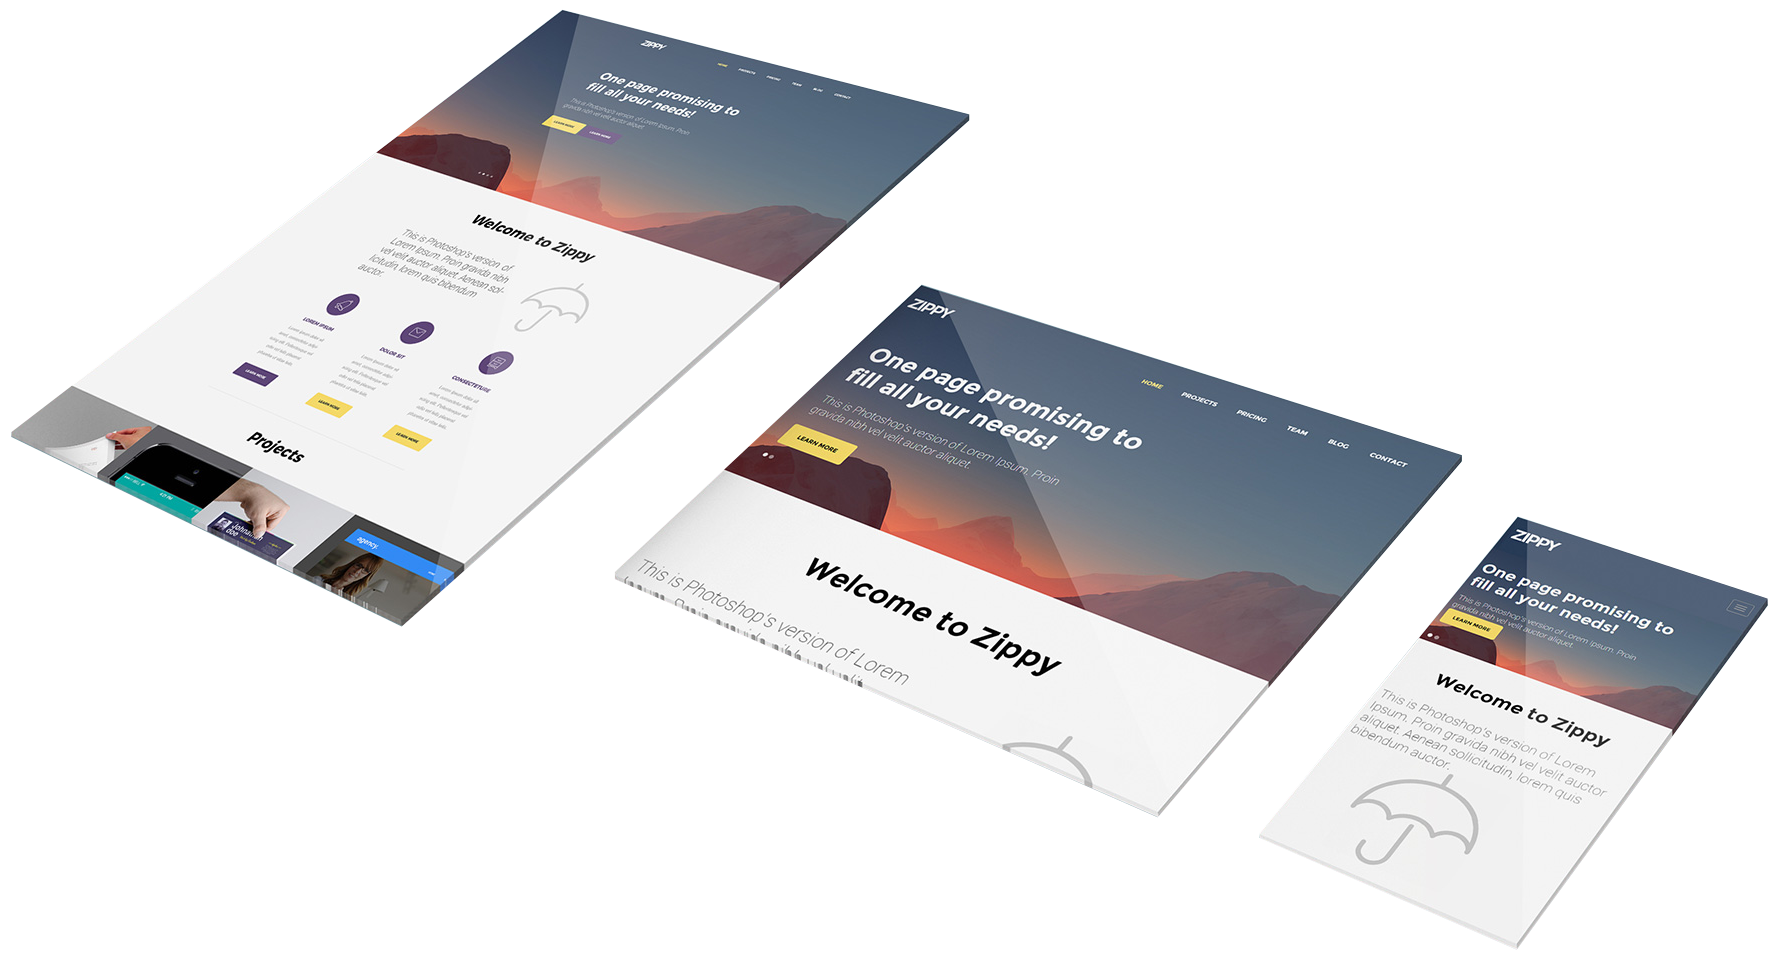 ZIPPY
HOME PROJECTS PRICING TEAM BLOG CONTACT
One page promising to
fill all your needs!
This is Photoshop's version of Lorem Ipsum. Proin
gravida nibh vel velit auctor aliquet.
LEARN MORE LEARN MORE
Welcome to Zippy
This is Photoshop's version of
Lorem Ipsum. Proin gravida nibh
vel velit auctor aliquet. Aenean sol-
licitudin, lorem quis bibendum
auctor.
LOREM IPSUM
DOLOR SIT
CONSECTETURE
LEARN MORE
LEARN MORE
LEARN MORE
Projects
agency.
ZIPPY
HOME PROJECTS PRICING TEAM BLOG CONTACT
One page promising to
fill all your needs!
This is Photoshop's version of Lorem Ipsum. Proin
gravida nibh vel velit auctor aliquet.
LEARN MORE
Welcome to Zippy
This is Photoshop's version of Lorem
ZIPPY
One page promising to
fill all your needs!
This is Photoshop's version of Lorem Ipsum. Proin
gravida nibh vel velit auctor aliquet.
LEARN MORE
Welcome to Zippy
This is Photoshop's version of Lorem
Ipsum. Proin gravida nibh vel velit auctor
aliquet. Aenean sollicitudin, lorem quis
bibendum auctor.